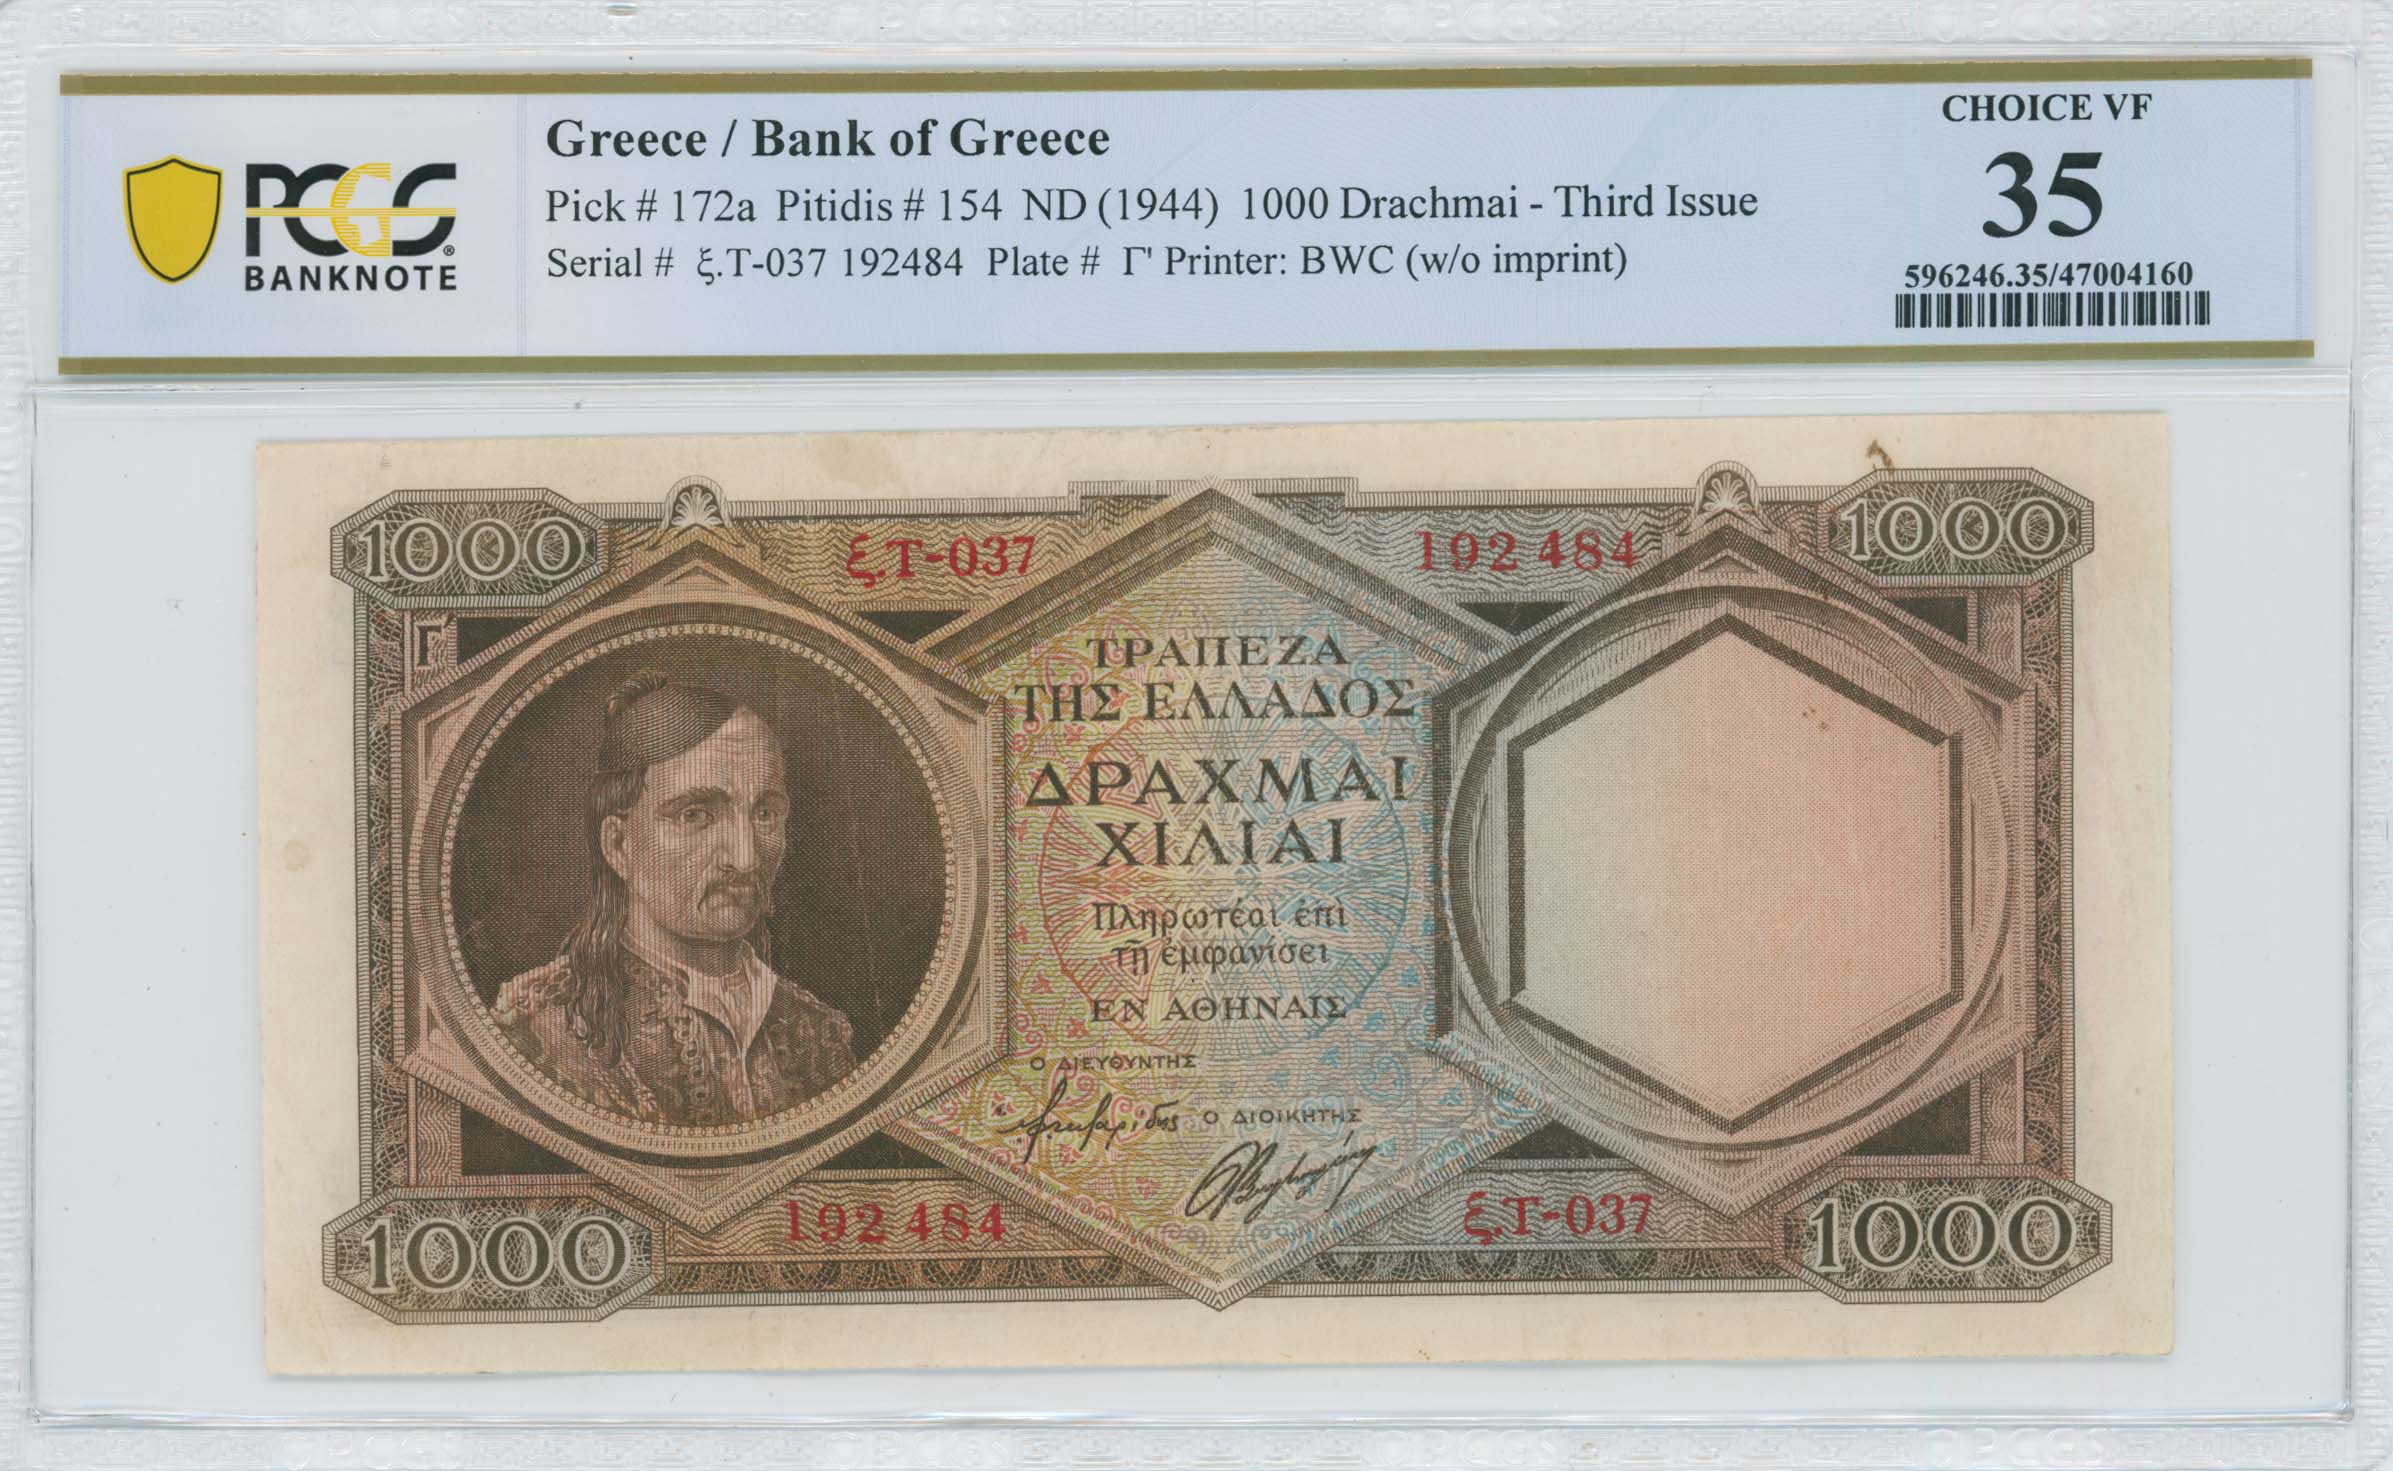 Greece / Bank of Greece
Pick # 172a Pitidis # 154 ND (1944) 1000 Drachmai - Third Issue
Serial # ξ.T-037 192484 Plate # Γ' Printer: BWC (w/o imprint)
PCGS
BANKNOTE
CHOICE VF
35
596246.35/47004160
1000
ξ.T-037
192 484
1000
Γ'
ΤΡΑΠΕΖΑ
ΤΗΣ ΕΛΛΑΔΟΣ
ΔΡΑΧΜΑΙ
ΧΙΛΙΑΙ
Πληρωτέαι ἐπὶ
τῇ ἐμφανίσει
ΕΝ ΑΘΗΝΑΙΣ
Ο ΔΙΕΥΘΥΝΤΗΣ
Ο ΔΙΟΙΚΗΤΗΣ
192 484
ξ.T-037
1000
1000